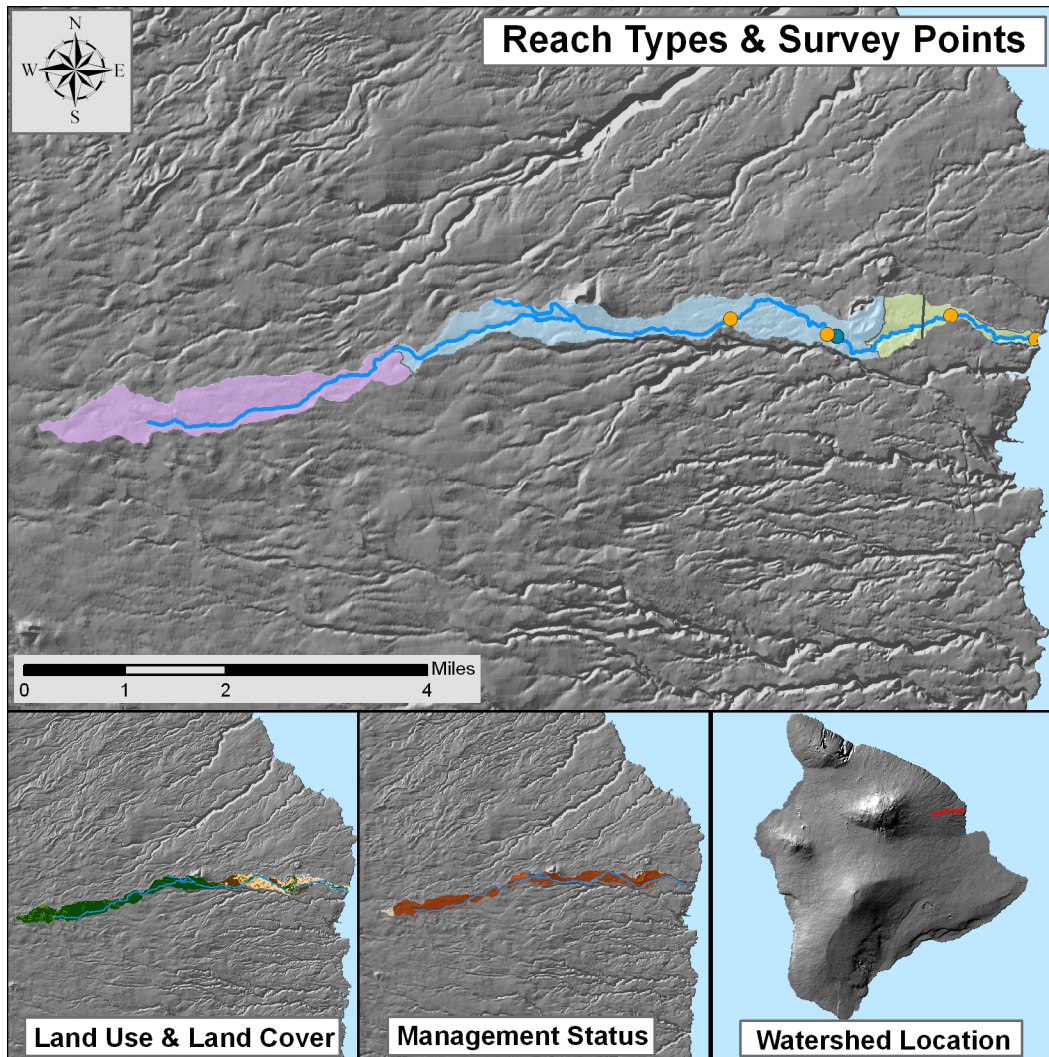 N
Reach Types & Survey Points
W E
S
Miles
0 1 2 4
Land Use & Land Cover
Management Status
Watershed Location